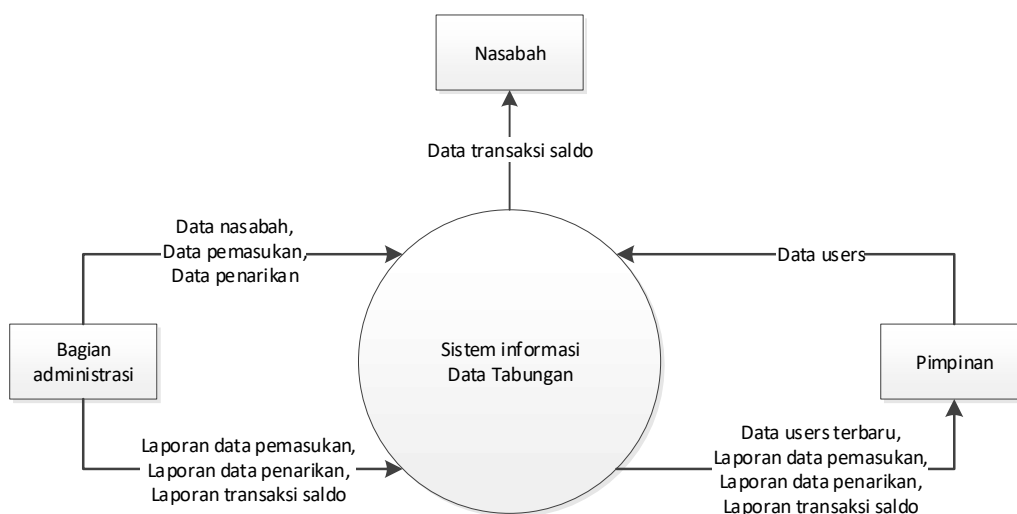 Nasabah
Data transaksi saldo
Data nasabah,
Data pemasukan,
Data penarikan
Data users
Bagian
administrasi
Sistem informasi
Data Tabungan
Pimpinan
Laporan data pemasukan,
Laporan data penarikan,
Laporan transaksi saldo
Data users terbaru,
Laporan data pemasukan,
Laporan data penarikan,
Laporan transaksi saldo